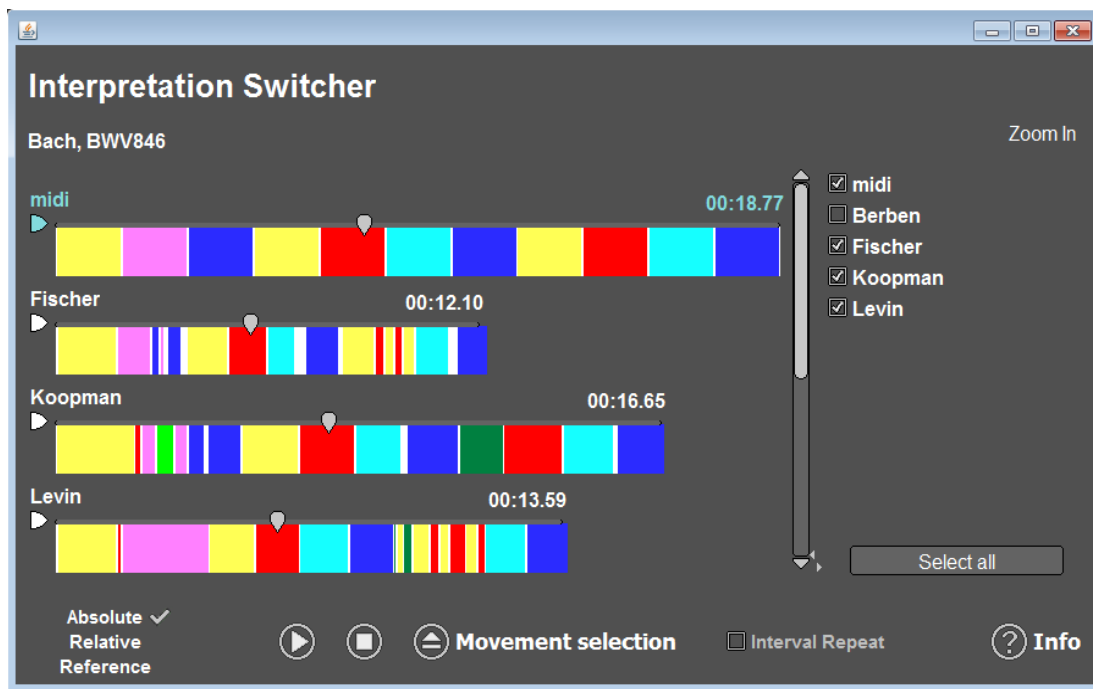 Interpretation Switcher
Bach, BWV846
Zoom In
midi 00:18.77
Fischer 00:12.10
Koopman 00:16.65
Levin 00:13.59
midi
Berben
Fischer
Koopman
Levin
Select all
Absolute
Relative
Reference
Movement selection
Interval Repeat
? Info